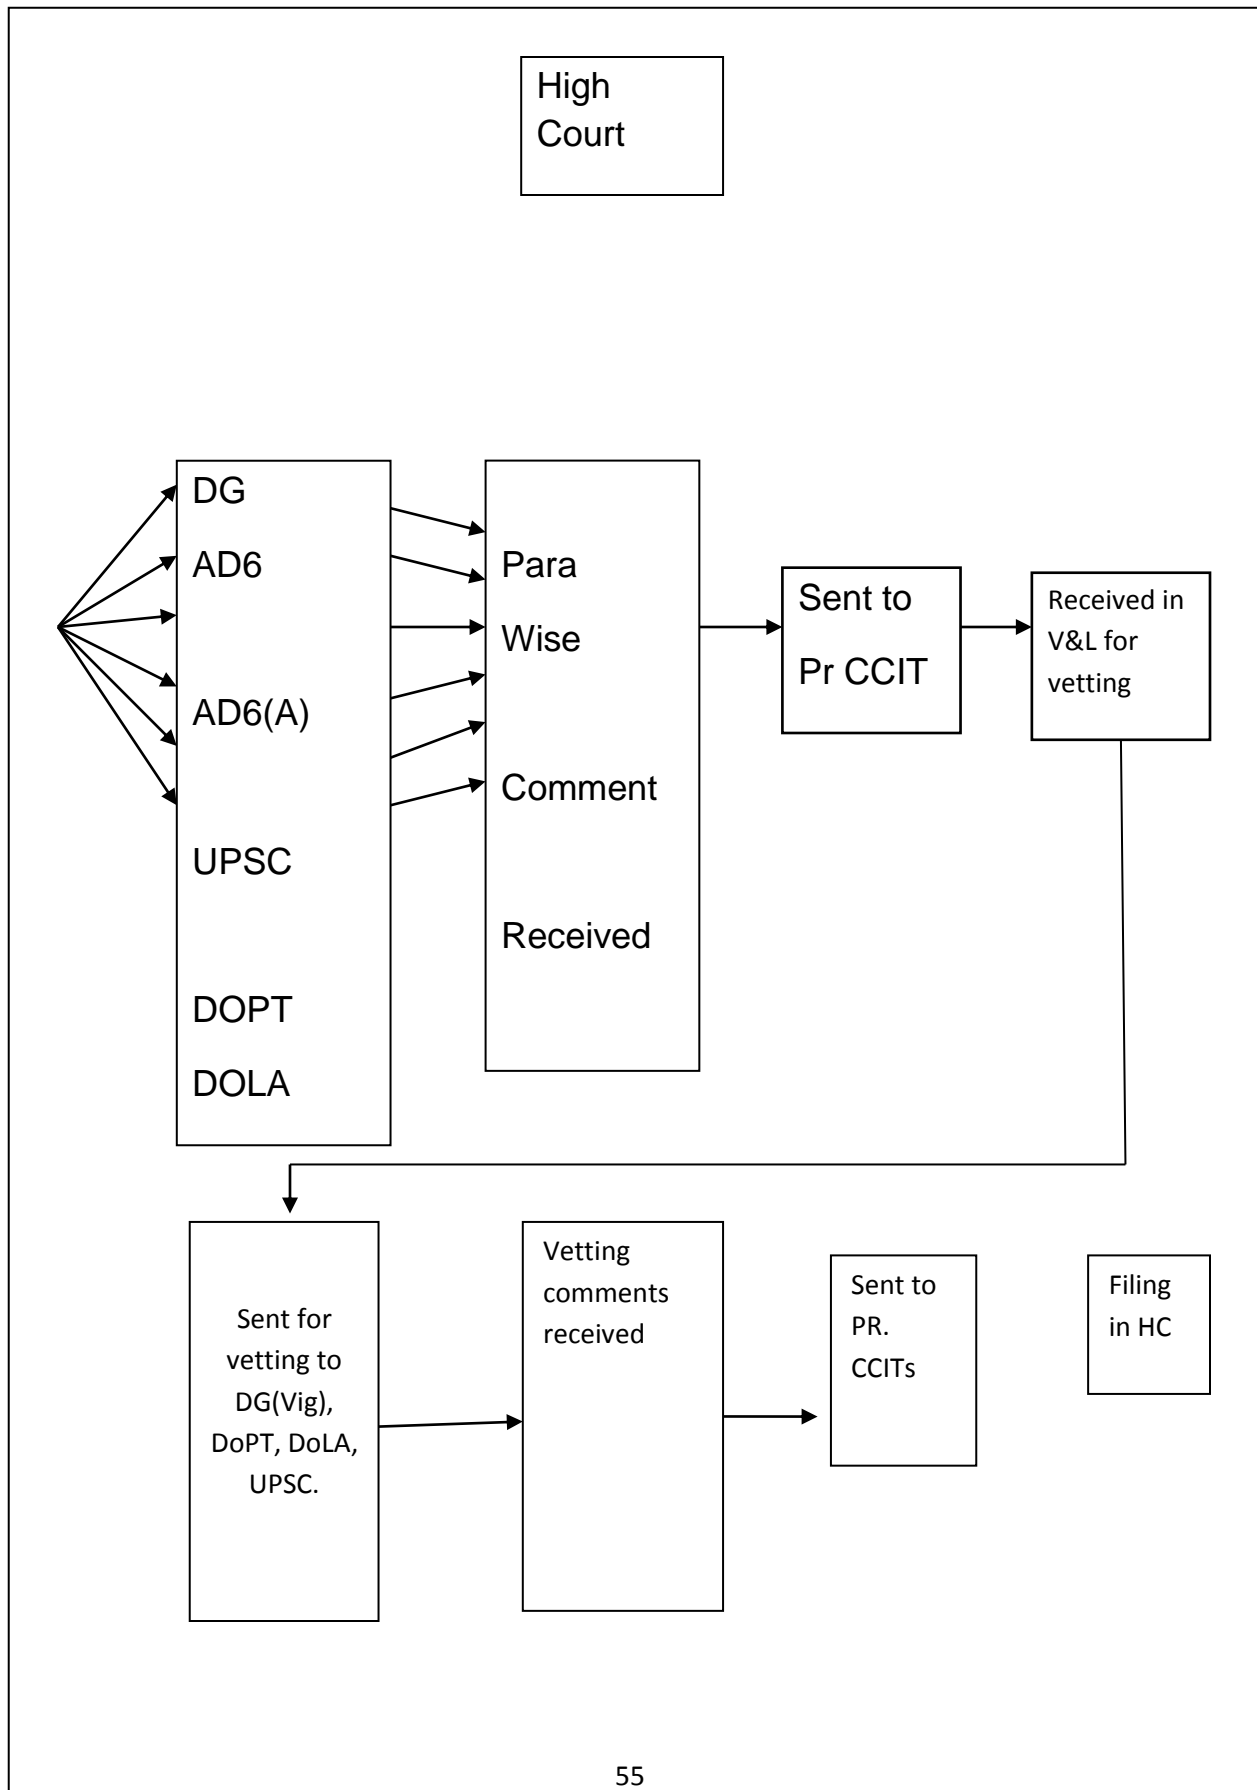 High
Court
DG
AD6
AD6(A)
UPSC
DOPT
DOLA
Para
Wise
Comment
Received
Sent to
Pr CCIT
Received in
V&L for
vetting
Sent for
vetting to
DG(Vig),
DoPT, DoLA,
UPSC.
Vetting
comments
received
Sent to
PR.
CCITs
Filing
in HC
55